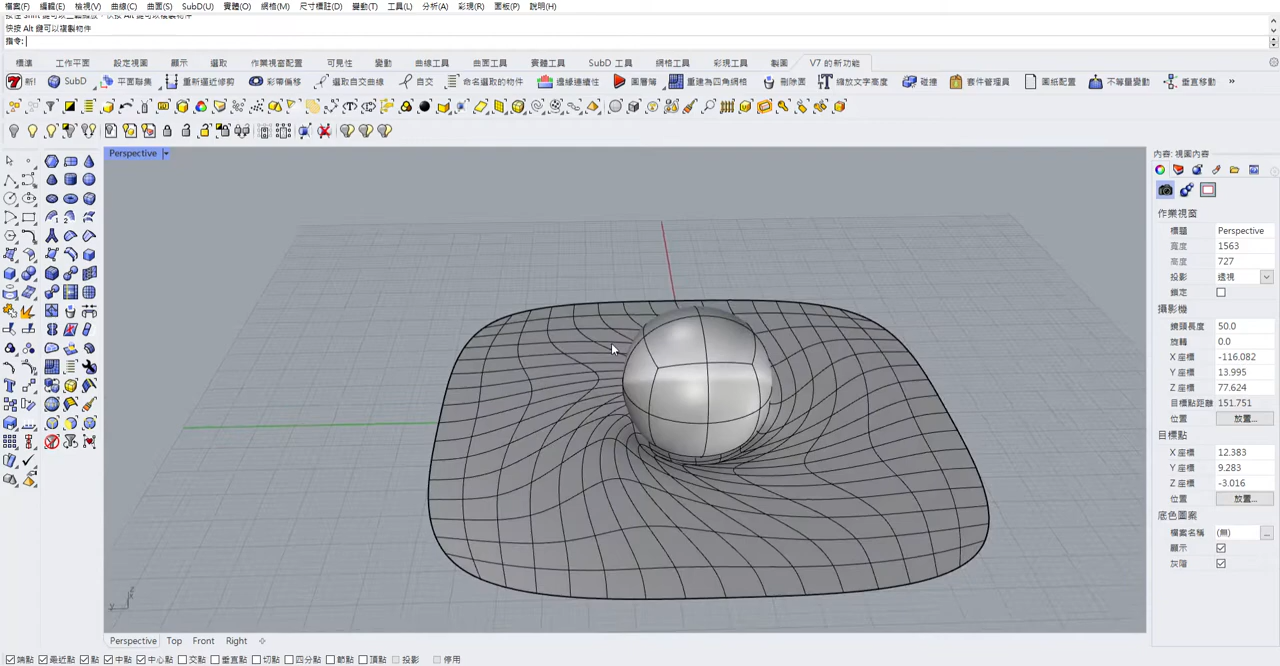 檔案(F) 編輯(E) 檢視(V) 曲線(C) 曲面(S) SubD(U) 實體(O) 網格(M) 尺寸標註(D) 變動(T) 工具(L) 分析(A) 彩現(R) 面板(P) 說明(H)
快按 Alt 鍵可以複製物件
指令:
標準 工作平面 設定視圖 顯示 選取 作業視窗配置 可見性 變動 曲線工具 曲面工具 實體工具 SubD 工具 網格工具 彩現工具 製圖 V7 的新功能
新! SubD 平面聯集 重新逼近修剪 彩帶偏移 選取自交曲線 自交 命名選取的物件 邊緣連續性 圖層簿 重建為四角網格 刪除面 縮放文字高度 碰撞 套件管理員 圖紙配置 不等量變動 垂直移動 »
Perspective
內容: 視圖內容
作業視窗
標題 Perspective
寬度 1563
高度 727
投影 透視
鎖定
攝影機
鏡頭長度 50.0
旋轉 0.0
X 座標 -116.082
Y 座標 13.995
Z 座標 77.624
目標點距離 151.751
位置 放置...
目標點
X 座標 12.383
Y 座標 9.283
Z 座標 -3.016
位置 放置...
底色圖案
檔案名稱 (無) ...
顯示
灰階
Perspective Top Front Right
端點 最近點 點 中點 中心點 交點 垂直點 切點 四分點 節點 頂點 投影 停用